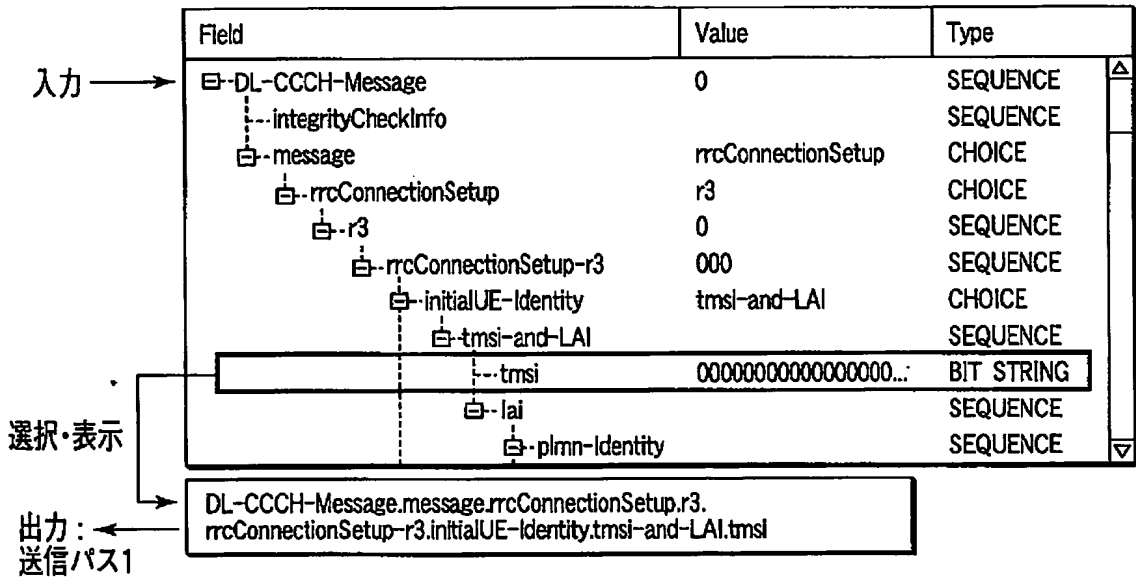 Field Value Type
入力 DL-CCCH-Message 0 SEQUENCE
integrityCheckInfo SEQUENCE
message rrcConnectionSetup CHOICE
rrcConnectionSetup r3 CHOICE
r3 0 SEQUENCE
rrcConnectionSetup-r3 000 SEQUENCE
initialUE-Identity tmsi-and-LAI CHOICE
tmsi-and-LAI SEQUENCE
tmsi 00000000000000000...: BIT STRING
lai SEQUENCE
選択・表示 plmn-Identity SEQUENCE
DL-CCCH-Message.message.rrcConnectionSetup.r3.
rrcConnectionSetup-r3.initialUE-Identity.tmsi-and-LAI.tmsi
出力:
送信パス1